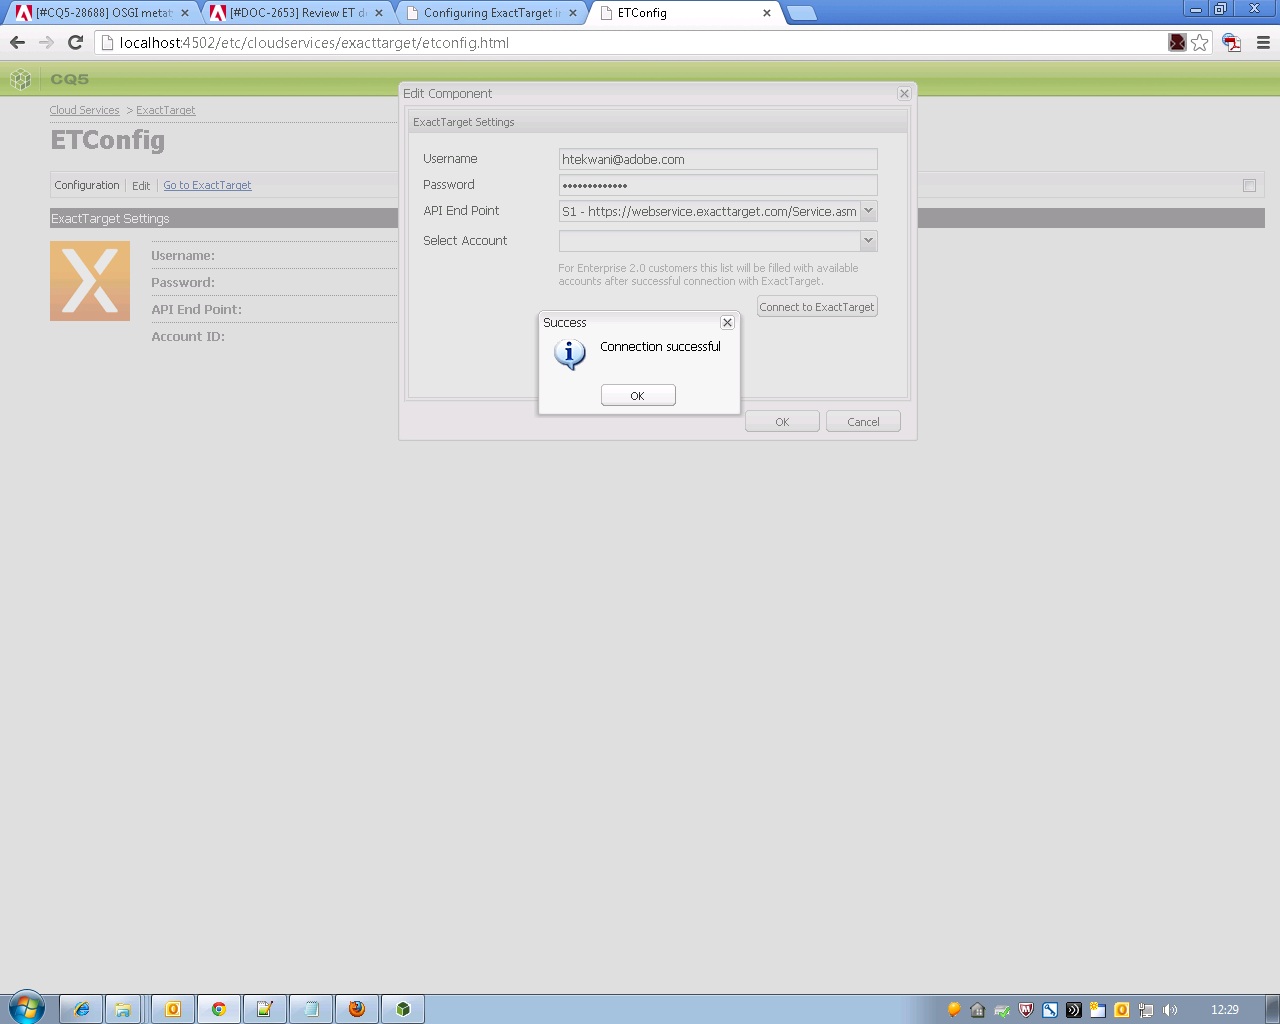 [#CQ5-28688] OSGI metat
[#DOC-2653] Review ET d
Configuring ExactTarget i
ETConfig
localhost:4502/etc/cloudservices/exacttarget/etconfig.html
CQ5
Cloud Services > ExactTarget
ETConfig
Configuration Edit Go to ExactTarget
ExactTarget Settings
Username:
Password:
API End Point:
Account ID:
Edit Component
ExactTarget Settings
Username htekwani@adobe.com
Password •••••••••••••
API End Point S1 - https://webservice.exacttarget.com/Service.asm
Select Account
For Enterprise 2.0 customers this list will be filled with available
accounts after successful connection with ExactTarget.
Connect to ExactTarget
Success
Connection successful
OK
OK Cancel
12:29